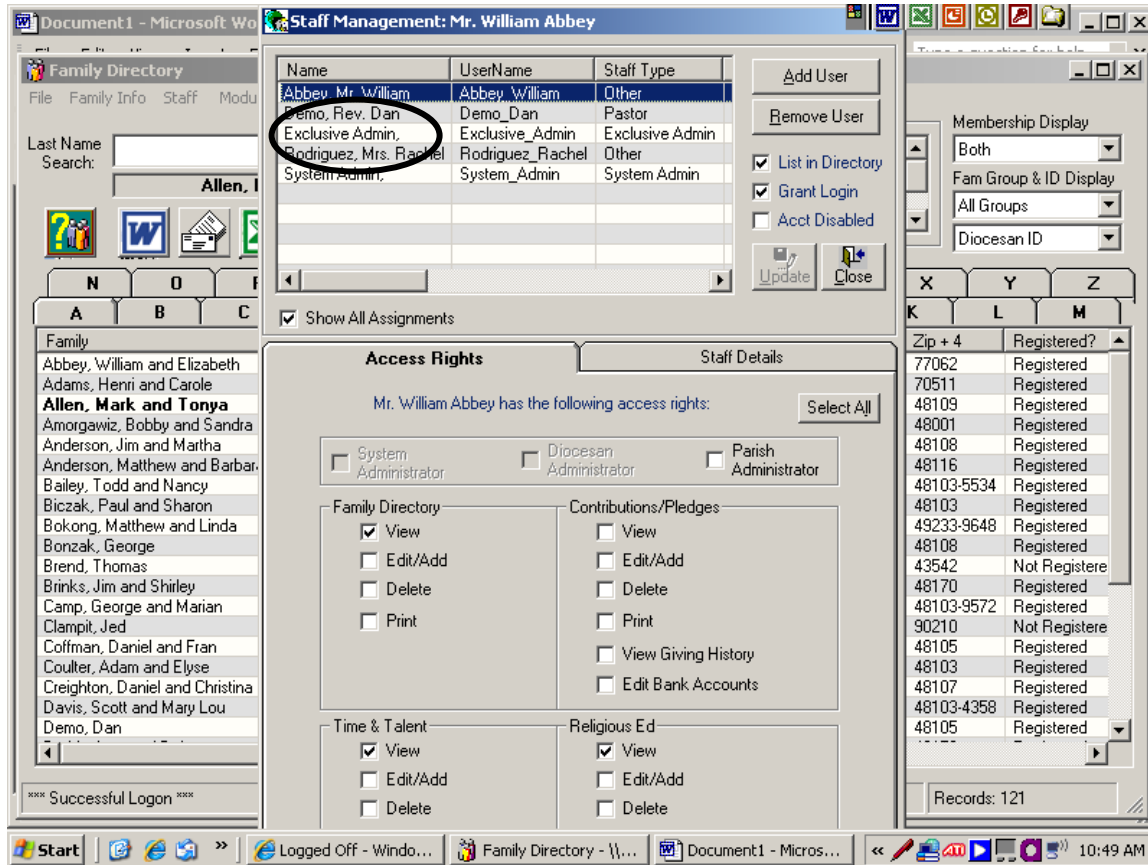 Document1 - Microsoft Wo
Staff Management: Mr. William Abbey
Family Directory
File Family Info Staff Modu
Last Name
Search:
Allen,
Name UserName Staff Type
Abbey, Mr. William Abbey_William Other
Demo, Rev. Dan Demo_Dan Pastor
Exclusive Admin, Exclusive_Admin Exclusive Admin
Rodriguez, Mrs. Rachel Rodriguez_Rachel Other
System Admin, System_Admin System Admin
Add User
Remove User
List in Directory
Grant Login
Acct Disabled
Update Close
Show All Assignments
Type a question for help
Membership Display
Both
Fam Group & ID Display
All Groups
Diocesan ID
N O
A B C
X Y Z
K L M
Family
Abbey, William and Elizabeth
Adams, Henri and Carole
Allen, Mark and Tonya
Amorgawiz, Bobby and Sandra
Anderson, Jim and Martha
Anderson, Matthew and Barbar
Bailey, Todd and Nancy
Biczak, Paul and Sharon
Bokong, Matthew and Linda
Bonzak, George
Brend, Thomas
Brinks, Jim and Shirley
Camp, George and Marian
Clampit, Jed
Coffman, Daniel and Fran
Coulter, Adam and Elyse
Creighton, Daniel and Christina
Davis, Scott and Mary Lou
Demo, Dan
Access Rights Staff Details
Mr. William Abbey has the following access rights:
Select All
System
Administrator
Diocesan
Administrator
Parish
Administrator
Family Directory
View
Edit/Add
Delete
Print
Contributions/Pledges
View
Edit/Add
Delete
Print
View Giving History
Edit Bank Accounts
Time & Talent
View
Edit/Add
Delete
Religious Ed
View
Edit/Add
Delete
Zip + 4 Registered?
77062 Registered
70511 Registered
48109 Registered
48001 Registered
48108 Registered
48116 Registered
48103-5534 Registered
48103 Registered
49233-9648 Registered
48108 Registered
43542 Not Registere
48170 Registered
48103-9572 Registered
90210 Not Registere
48105 Registered
48103 Registered
48107 Registered
48103-4358 Registered
48105 Registered
*** Successful Logon ***
Records: 121
Start
Logged Off - Windo...
Family Directory - \\...
Document1 - Micros...
10:49 AM